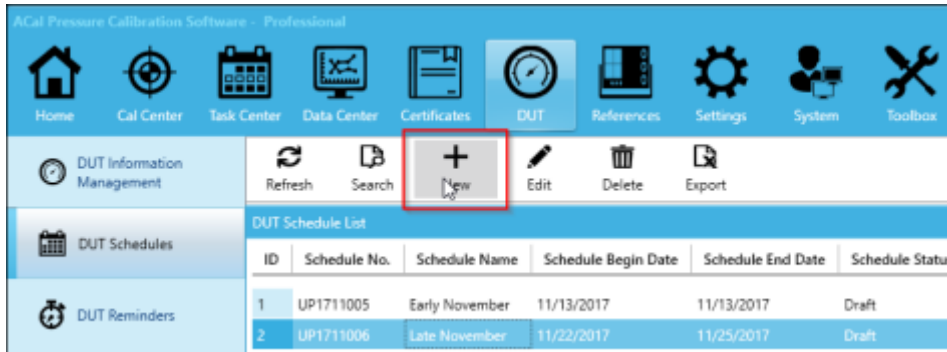 ACal Pressure Calibration Software - Professional
Home Cal Center Task Center Data Center Certificates DUT References Settings System Toolbox
DUT Information
Management
Refresh Search New Edit Delete Export
DUT Schedule List
DUT Schedules
ID Schedule No. Schedule Name Schedule Begin Date Schedule End Date Schedule Statu
1 UP1711005 Early November 11/13/2017 11/13/2017 Draft
DUT Reminders
2 UP1711006 Late November 11/22/2017 11/25/2017 Draft